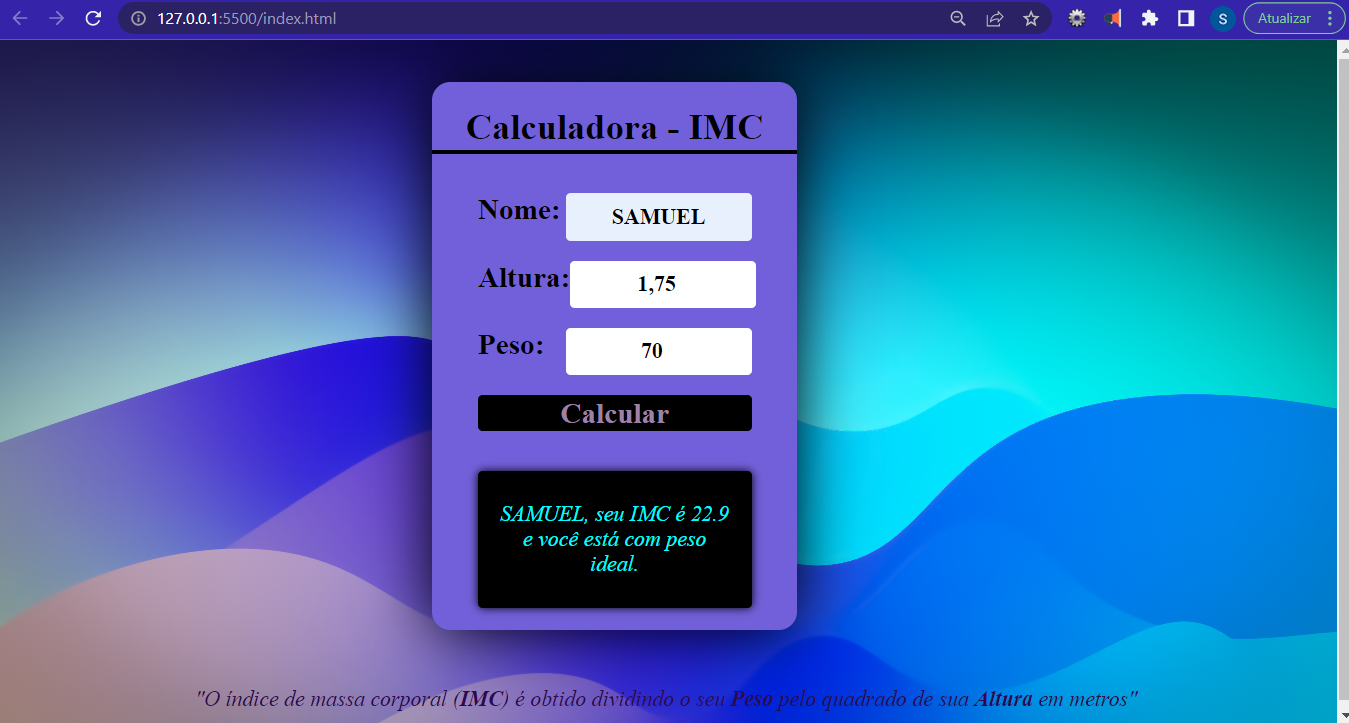 127.0.0.1:5500/index.html
S
Atualizar
Calculadora - IMC
Nome: SAMUEL
Altura: 1,75
Peso: 70
Calcular
SAMUEL, seu IMC é 22.9
e você está com peso
ideal.
"O índice de massa corporal (IMC) é obtido dividindo o seu Peso pelo quadrado de sua Altura em metros"